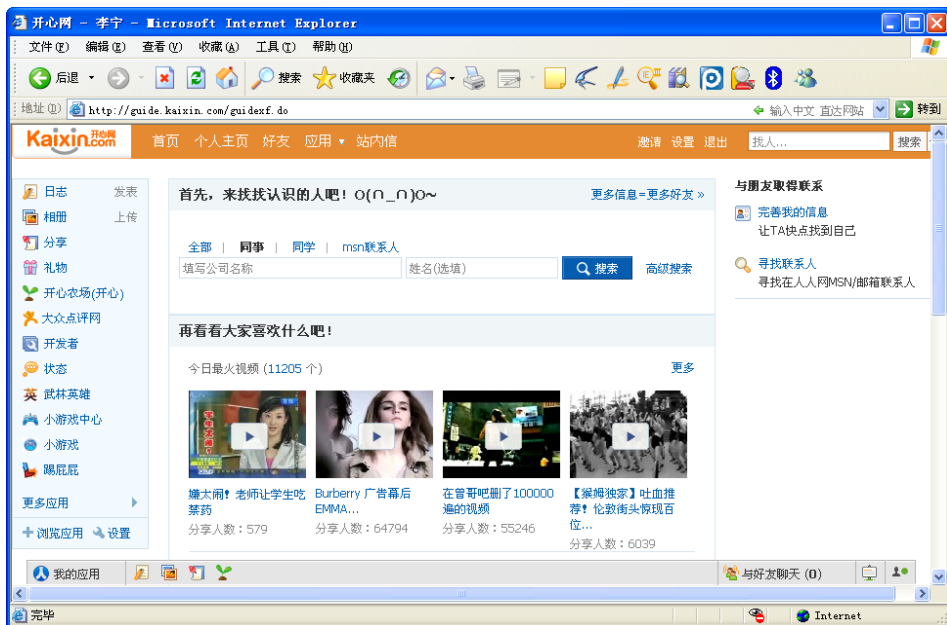 开心网 - 李宁 - Microsoft Internet Explorer
文件(F) 编辑(E) 查看(V) 收藏(A) 工具(T) 帮助(H)
后退 搜索 收藏夹
地址(D) http://guide.kaixin.com/guidexf.do 输入中文 直达网站 转到
Kaixin.com 开心网 首页 个人主页 好友 应用 站内信 邀请 设置 退出 找人... 搜索
日志 发表
相册 上传
分享
礼物
开心农场(开心)
大众点评网
开发者
状态
英 武林英雄
小游戏中心
小游戏
踢屁屁
更多应用
浏览应用 设置
首先，来找找认识的人吧！O(∩_∩)O~ 更多信息=更多好友 »
全部 | 同事 | 同学 | msn联系人
填写公司名称 姓名(选填) 搜索 高级搜索
再看看大家喜欢什么吧！
今日最火视频 (11205 个) 更多
嫌太闹！老师让学生吃
禁药
分享人数：579
Burberry 广告幕后
EMMA...
分享人数：64794
在曾哥吧删了100000
遍的视频
分享人数：55246
【猴姆独家】吐血推
荐！伦敦街头惊现百
位...
分享人数：6039
与朋友取得联系
完善我的信息
让TA快点找到自己
寻找联系人
寻找在人人网MSN/邮箱联系人
我的应用 与好友聊天 (0)
完毕 Internet